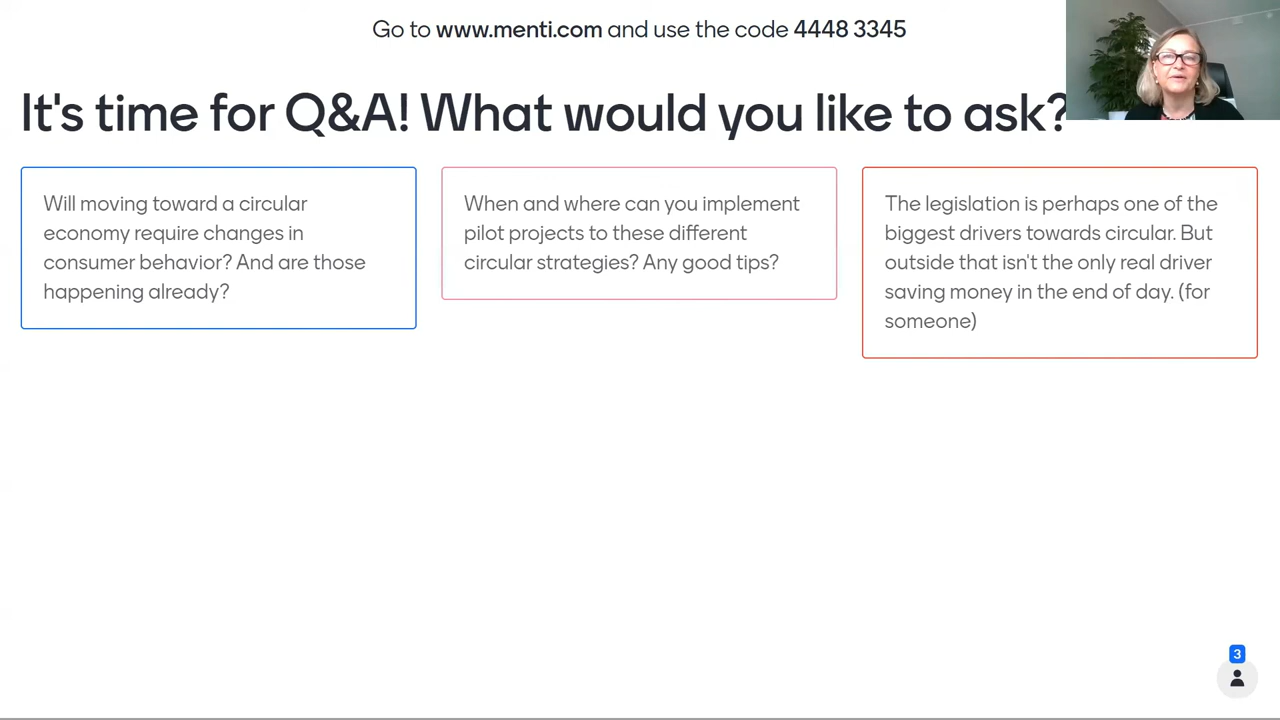 Go to www.menti.com and use the code 4448 3345
It's time for Q&A! What would you like to ask?
Will moving toward a circular
economy require changes in
consumer behavior? And are those
happening already?
When and where can you implement
pilot projects to these different
circular strategies? Any good tips?
The legislation is perhaps one of the
biggest drivers towards circular. But
outside that isn't the only real driver
saving money in the end of day. (for
someone)
3